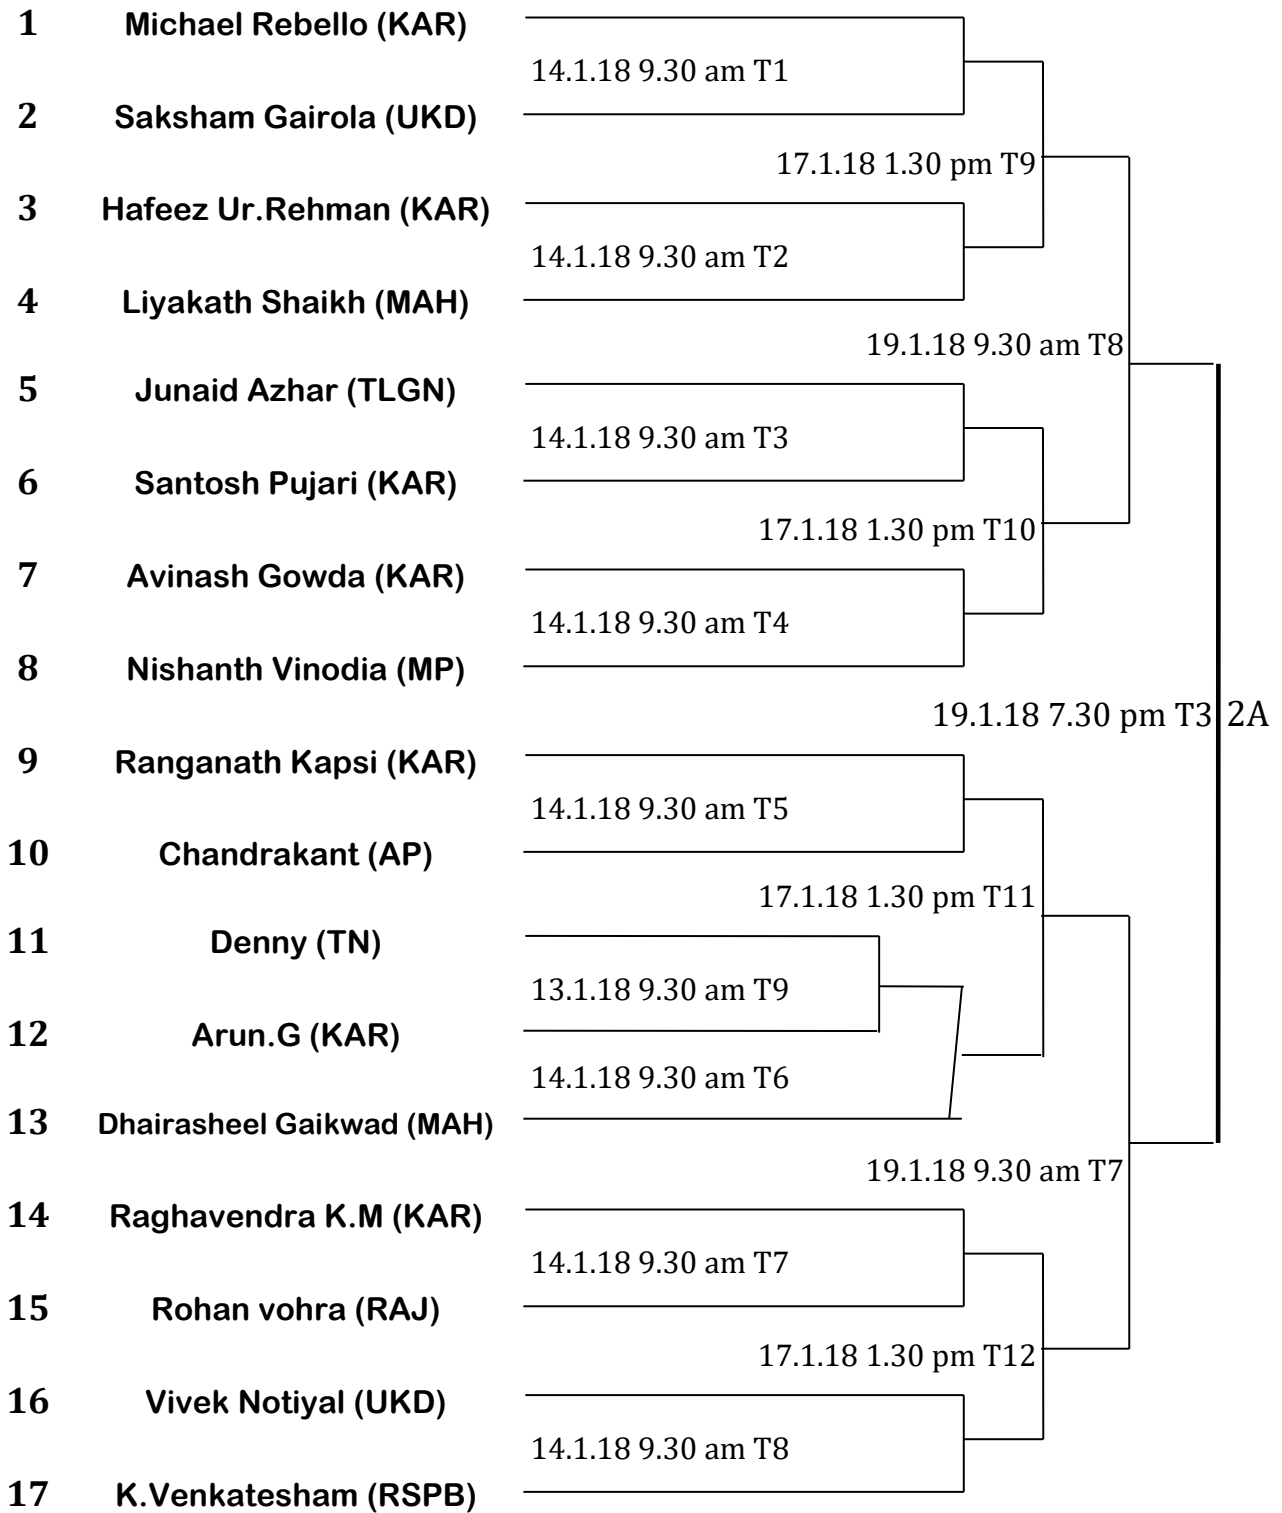 1 Michael Rebello (KAR)
14.1.18 9.30 am T1
2 Saksham Gairola (UKD)
17.1.18 1.30 pm T9
3 Hafeez Ur.Rehman (KAR)
14.1.18 9.30 am T2
4 Liyakath Shaikh (MAH)
19.1.18 9.30 am T8
5 Junaid Azhar (TLGN)
14.1.18 9.30 am T3
6 Santosh Pujari (KAR)
17.1.18 1.30 pm T10
7 Avinash Gowda (KAR)
14.1.18 9.30 am T4
8 Nishanth Vinodia (MP)
19.1.18 7.30 pm T3 2A
9 Ranganath Kapsi (KAR)
14.1.18 9.30 am T5
10 Chandrakant (AP)
17.1.18 1.30 pm T11
11 Denny (TN)
13.1.18 9.30 am T9
12 Arun.G (KAR)
14.1.18 9.30 am T6
13 Dhairasheel Gaikwad (MAH)
19.1.18 9.30 am T7
14 Raghavendra K.M (KAR)
14.1.18 9.30 am T7
15 Rohan vohra (RAJ)
17.1.18 1.30 pm T12
16 Vivek Notiyal (UKD)
14.1.18 9.30 am T8
17 K.Venkatesham (RSPB)